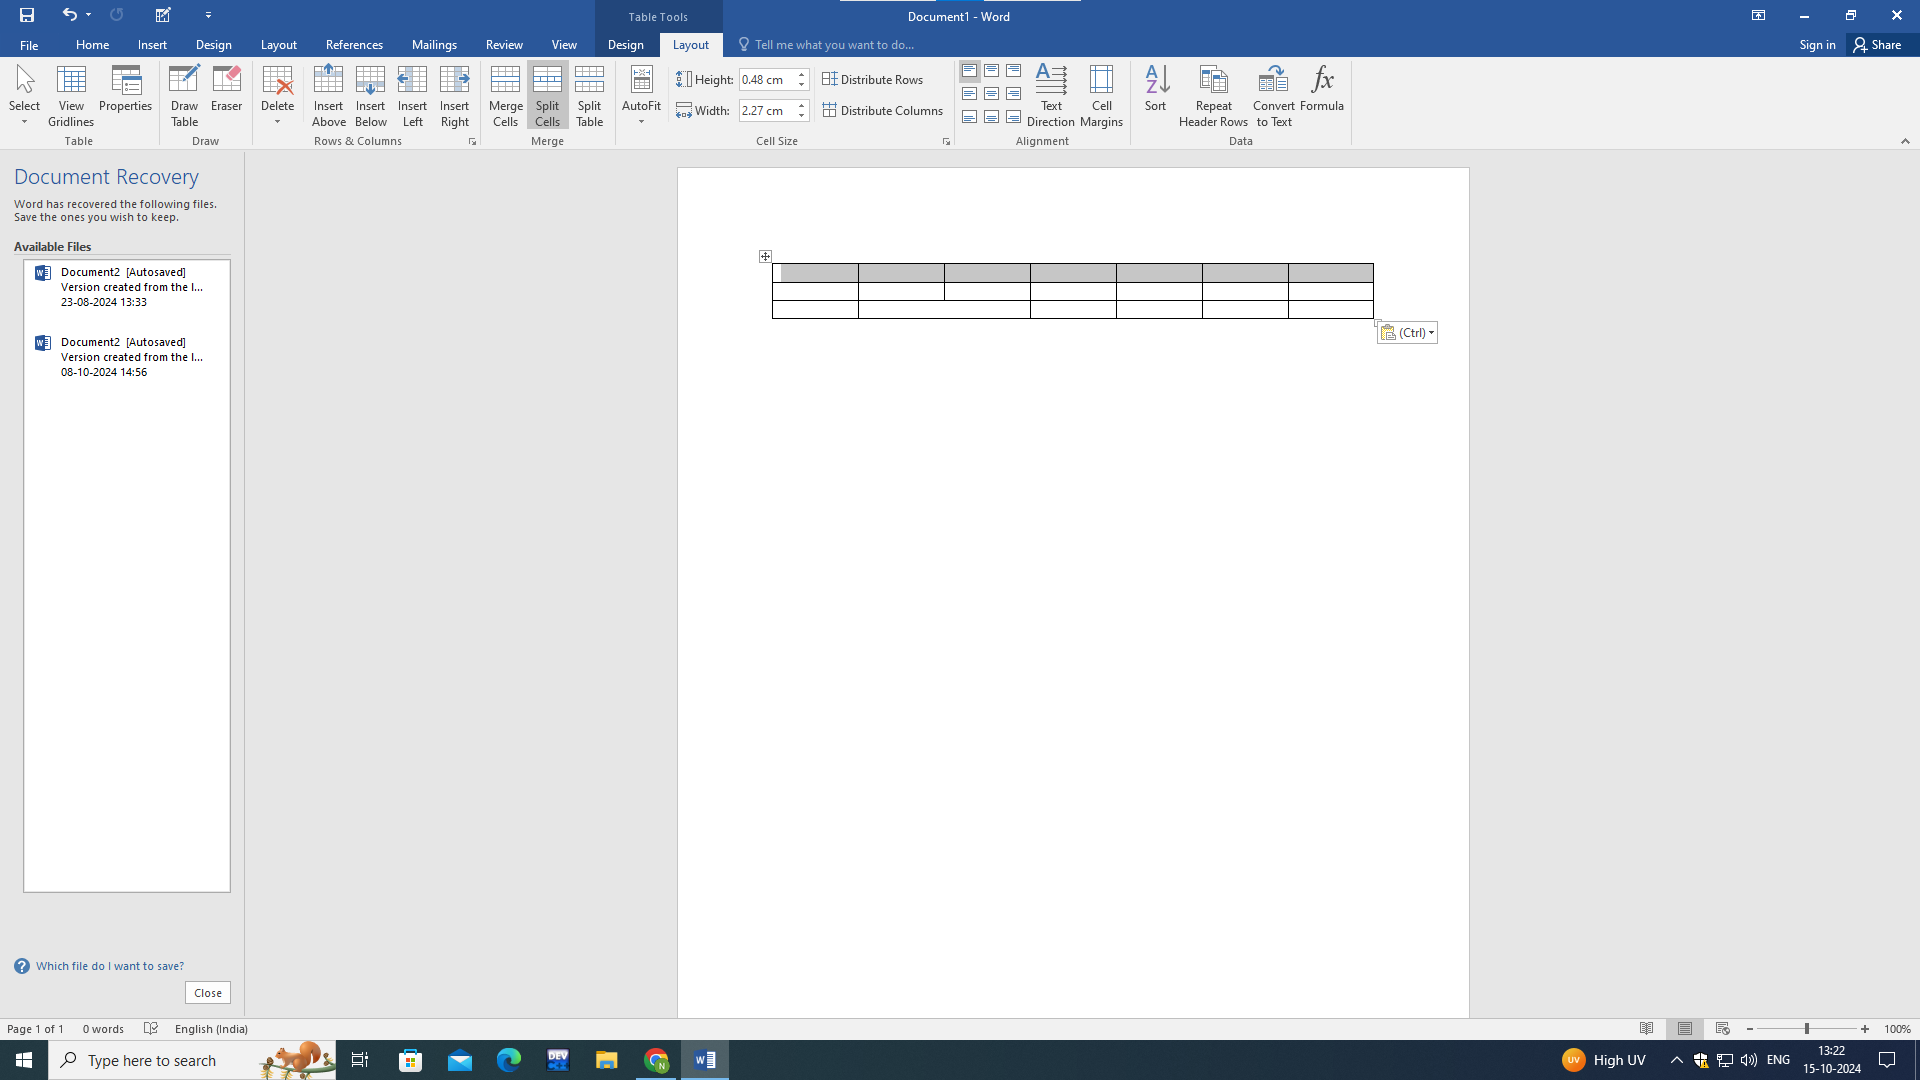 Table Tools
Document1 - Word
File Home Insert Design Layout References Mailings Review View Design Layout Tell me what you want to do... Sign in Share
Select
View Gridlines
Properties
Table
Draw Table
Eraser
Draw
Delete
Insert Above
Insert Below
Insert Left
Insert Right
Rows & Columns
Merge Cells
Split Cells
Split Table
Merge
AutoFit
Height: 0.48 cm
Width: 2.27 cm
Distribute Rows
Distribute Columns
Cell Size
A
Text Direction
Cell Margins
Alignment
A
Z
Sort
Repeat Header Rows
Convert to Text
fx
Formula
Data
Document Recovery
Word has recovered the following files.
Save the ones you wish to keep.
Available Files
Document2 [Autosaved]
Version created from the l...
23-08-2024 13:33
Document2 [Autosaved]
Version created from the l...
08-10-2024 14:56
(Ctrl)
Which file do I want to save?
Close
Page 1 of 1 0 words English (India) 100%
Type here to search
DEV
N
W
UV High UV
ENG
13:22
15-10-2024